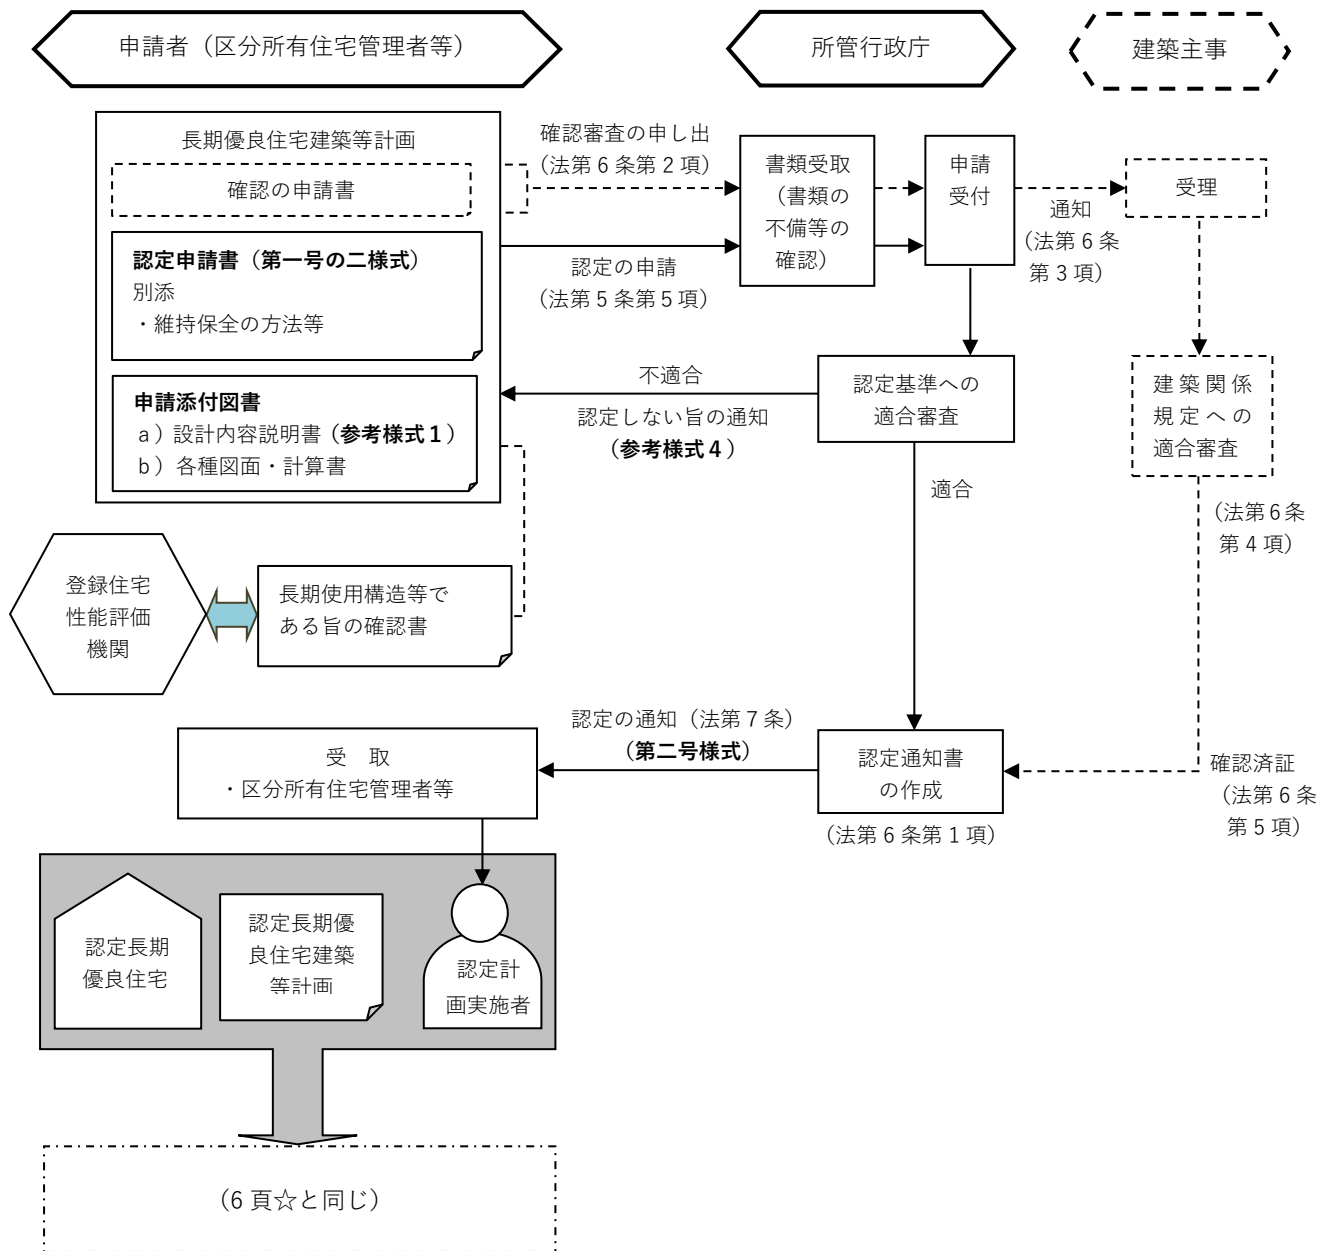 申請者（区分所有住宅管理者等）
所管行政庁
建築主事
長期優良住宅建築等計画
確認の申請書
認定申請書（第一号の二様式）
別添
・維持保全の方法等
申請添付図書
a）設計内容説明書（参考様式１）
b）各種図面・計算書
確認審査の申し出
（法第６条第２項）
認定の申請
（法第５条第５項）
書類受取
（書類の
不備等の
確認）
申請
受付
通知
（法第６条
第３項）
受理
不適合
認定しない旨の通知
（参考様式４）
認定基準への
適合審査
建築関係
規定への
適合審査
適合
（法第６条
第４項）
登録住宅
性能評価
機関
長期使用構造等で
ある旨の確認書
認定の通知（法第７条）
（第二号様式）
受　取
・区分所有住宅管理者等
認定通知書
の作成
（法第６条第１項）
確認済証
（法第６条
第５項）
認定長期
優良住宅
認定長期優
良住宅建築
等計画
認定計
画実施者
（6 頁☆と同じ）